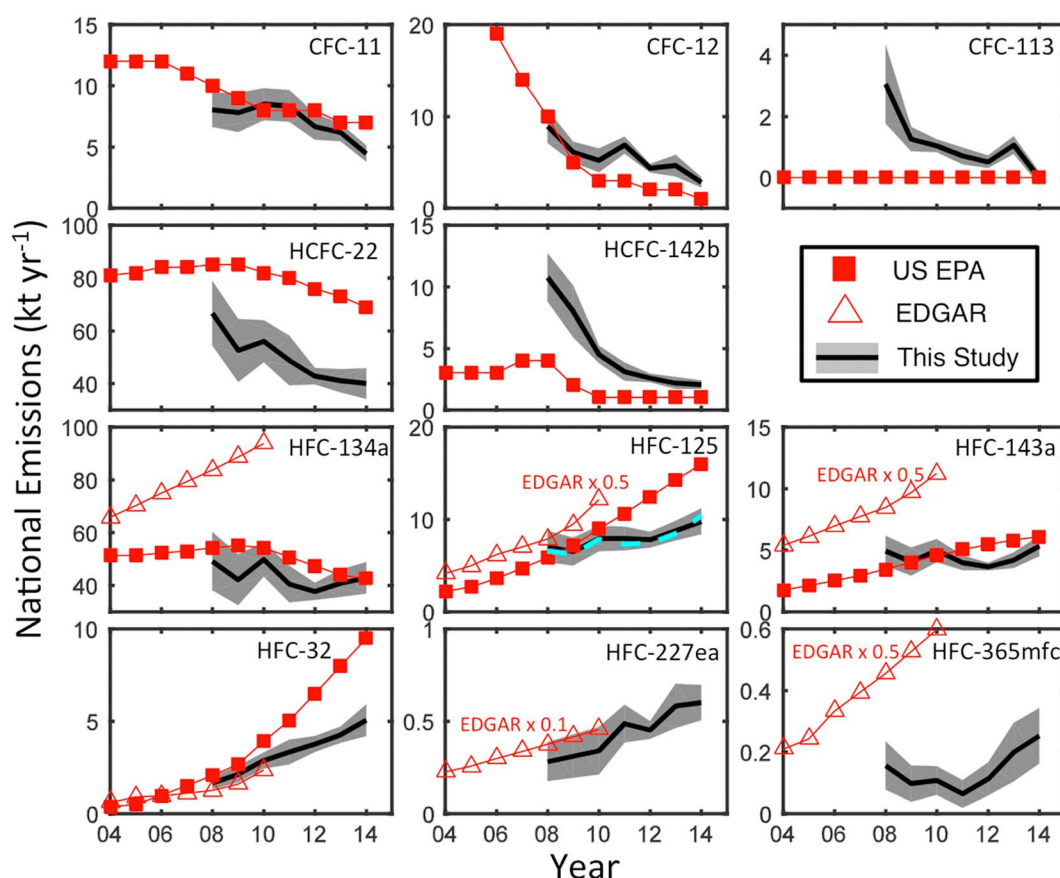 National Emissions (kt yr-1)
15
10
5
0
CFC-11
20
10
0
CFC-12
4
2
0
CFC-113
100
80
60
40
HCFC-22
15
10
5
0
HCFC-142b
US EPA
EDGAR
This Study
100
80
60
40
HFC-134a
20
10
0
HFC-125
EDGAR x 0.5
15
10
5
0
HFC-143a
EDGAR x 0.5
10
5
0
HFC-32
04 06 08 10 12 14
1
0.5
0
HFC-227ea
EDGAR x 0.1
04 06 08 10 12 14
0.6
0.4
0.2
0
HFC-365mfc
EDGAR x 0.5
04 06 08 10 12 14
Year